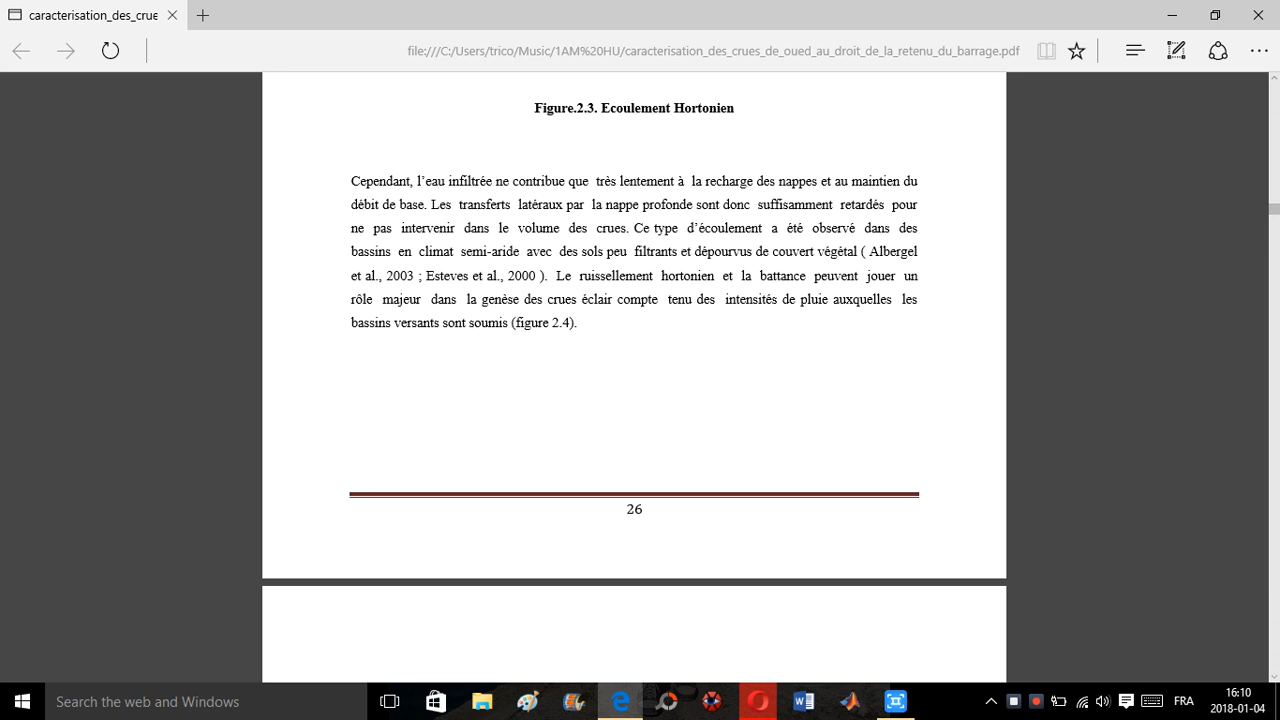 caracterisation_des_crue
file:///C:/Users/trico/Music/1AM%20HU/caracterisation_des_crues_de_oued_au_droit_de_la_retenu_du_barrage.pdf
Figure.2.3. Ecoulement Hortonien
Cependant, l’eau infiltrée ne contribue que très lentement à la recharge des nappes et au maintien du
débit de base. Les transferts latéraux par la nappe profonde sont donc suffisamment retardés pour
ne pas intervenir dans le volume des crues. Ce type d’écoulement a été observé dans des
bassins en climat semi-aride avec des sols peu filtrants et dépourvus de couvert végétal ( Albergel
et al., 2003 ; Esteves et al., 2000 ). Le ruissellement hortonien et la battance peuvent jouer un
rôle majeur dans la genèse des crues éclair compte tenu des intensités de pluie auxquelles les
bassins versants sont soumis (figure 2.4).
26
Search the web and Windows
FRA
16:10
2018-01-04